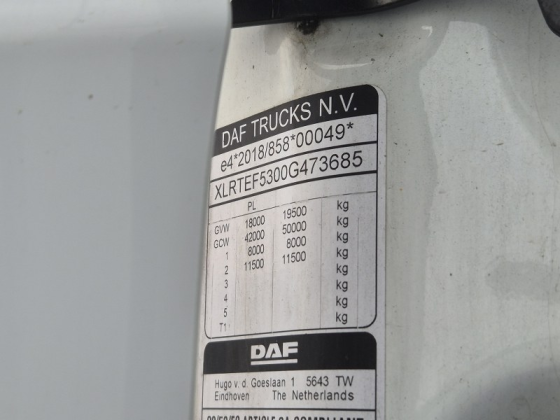 DAF TRUCKS N.V.
e4*2018/858*00049*
XLRTEF5300G473685
PL
GVW 18000 19500 kg
GCW 42000 50000 kg
1 8000 8000 kg
2 11500 11500 kg
3 kg
4 kg
5 kg
T1 kg
DAF
Hugo v. d. Goeslaan 1 5643 TW
Eindhoven The Netherlands